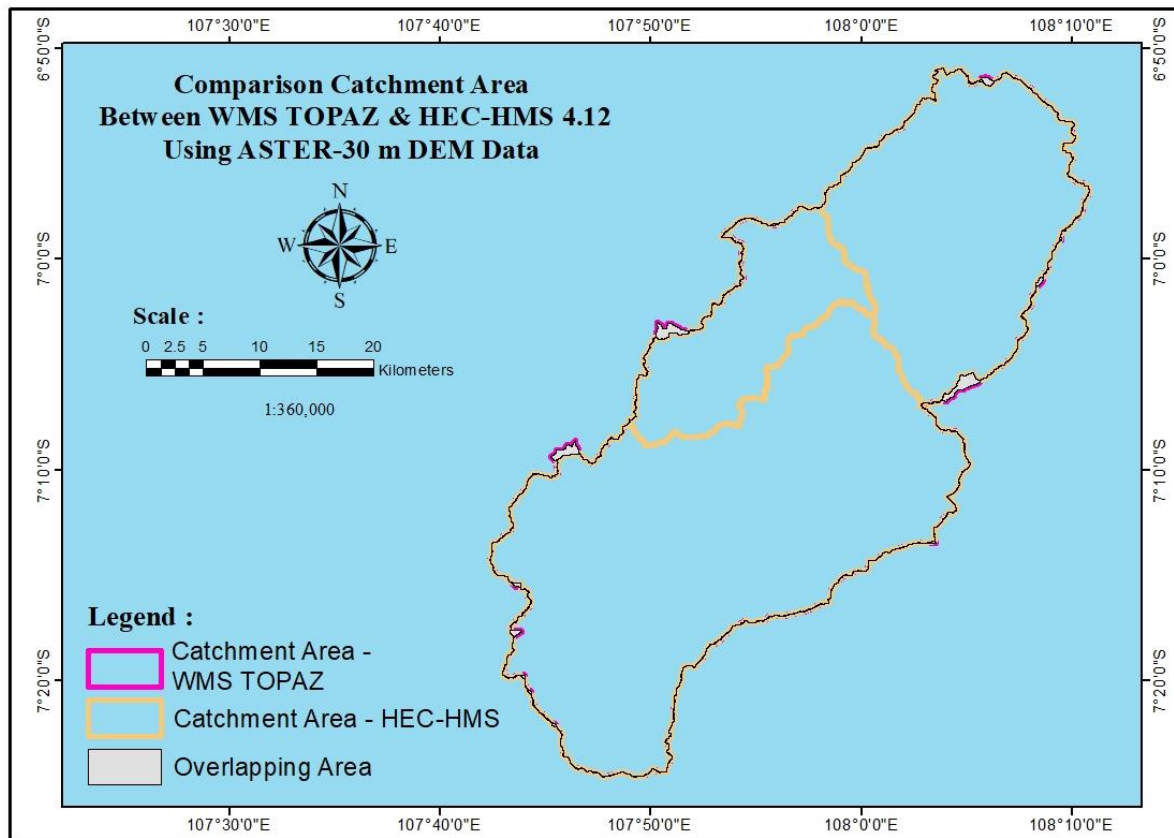 107°30'0"E 107°40'0"E 107°50'0"E 108°0'0"E 108°10'0"E
6°50'0"S 6°50'0"S
Comparison Catchment Area
Between WMS TOPAZ & HEC-HMS 4.12
Using ASTER-30 m DEM Data
N
W E
S
7°0'0"S 7°0'0"S
Scale :
0 2.5 5 10 15 20
Kilometers
1:360,000
7°10'0"S 7°10'0"S
Legend :
Catchment Area -
WMS TOPAZ
Catchment Area - HEC-HMS
Overlapping Area
7°20'0"S 7°20'0"S
107°30'0"E 107°40'0"E 107°50'0"E 108°0'0"E 108°10'0"E